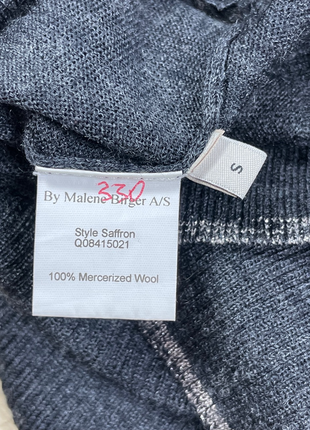 330
By Malene Birger A/S
Style Saffron
Q08415021
100% Mercerized Wool
S